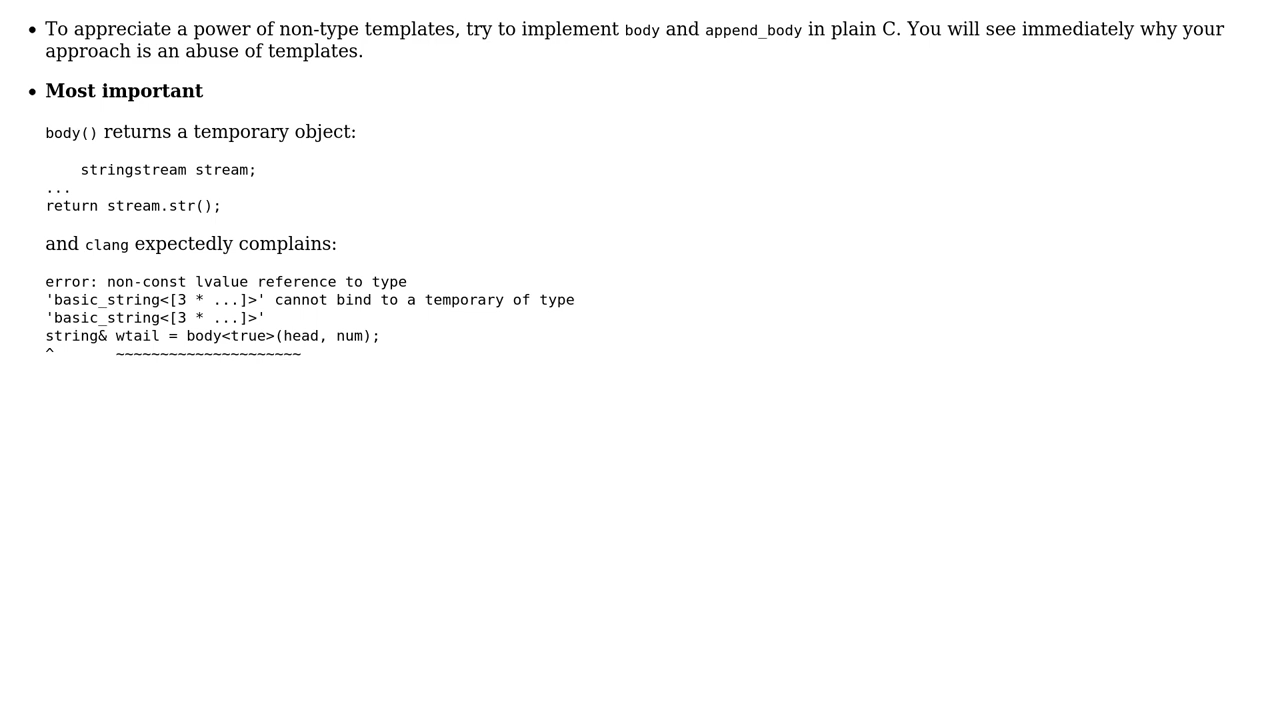 • To appreciate a power of non-type templates, try to implement body and append_body in plain C. You will see immediately why your
approach is an abuse of templates.
• Most important
body() returns a temporary object:
    stringstream stream;
...
return stream.str();
and clang expectedly complains:
error: non-const lvalue reference to type
'basic_string<[3 * ...]>' cannot bind to a temporary of type
'basic_string<[3 * ...]>'
string& wtail = body<true>(head, num);
^       ~~~~~~~~~~~~~~~~~~~~~